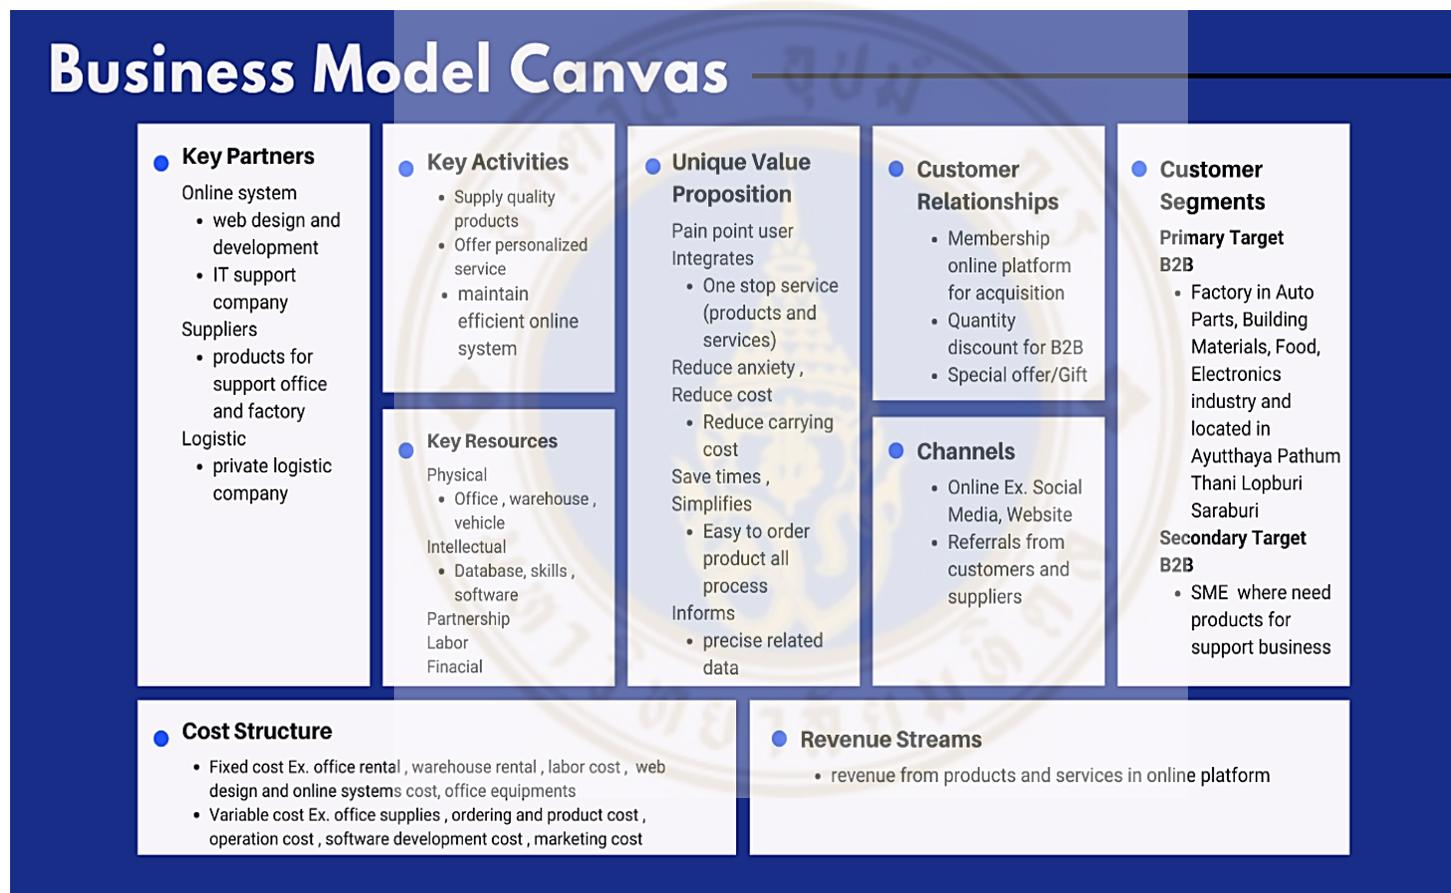 Business Model Canvas
Key Partners
Online system
• web design and
development
• IT support
company
Suppliers
• products for
support office
and factory
Logistic
• private logistic
company
Key Activities
• Supply quality
products
• Offer personalized
service
• maintain
efficient online
system
Key Resources
Physical
• Office , warehouse ,
vehicle
Intellectual
• Database, skills ,
software
Partnership
Labor
Finacial
Unique Value
Proposition
Pain point user
Integrates
• One stop service
(products and
services)
Reduce anxiety ,
Reduce cost
• Reduce carrying
cost
Save times ,
Simplifies
• Easy to order
product all
process
Informs
• precise related
data
Customer
Relationships
• Membership
online platform
for acquisition
• Quantity
discount for B2B
• Special offer/Gift
Channels
• Online Ex. Social
Media, Website
• Referrals from
customers and
suppliers
Customer
Segments
Primary Target
B2B
• Factory in Auto
Parts, Building
Materials, Food,
Electronics
industry and
located in
Ayutthaya Pathum
Thani Lopburi
Saraburi
Secondary Target
B2B
• SME where need
products for
support business
Cost Structure
• Fixed cost Ex. office rental , warehouse rental , labor cost , web
design and online systems cost, office equipments
• Variable cost Ex. office supplies , ordering and product cost ,
operation cost , software development cost , marketing cost
Revenue Streams
• revenue from products and services in online platform